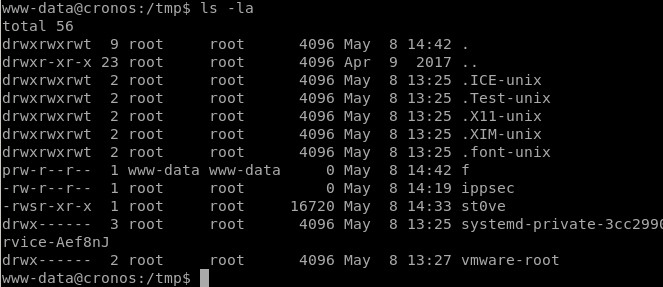 www-data@cronos:/tmp$ ls -la
total 56
drwxrwxrwt  9 root     root      4096 May  8 14:42 .
drwxr-xr-x 23 root     root      4096 Apr  9  2017 ..
drwxrwxrwt  2 root     root      4096 May  8 13:25 .ICE-unix
drwxrwxrwt  2 root     root      4096 May  8 13:25 .Test-unix
drwxrwxrwt  2 root     root      4096 May  8 13:25 .X11-unix
drwxrwxrwt  2 root     root      4096 May  8 13:25 .XIM-unix
drwxrwxrwt  2 root     root      4096 May  8 13:25 .font-unix
prw-r--r--  1 www-data www-data     0 May  8 14:42 f
-rw-r--r--  1 root     root         0 May  8 14:19 ippsec
-rwsr-xr-x  1 root     root     16720 May  8 14:33 st0ve
drwx------  3 root     root      4096 May  8 13:25 systemd-private-3cc2990
rvice-Aef8nJ
drwx------  2 root     root      4096 May  8 13:27 vmware-root
www-data@cronos:/tmp$